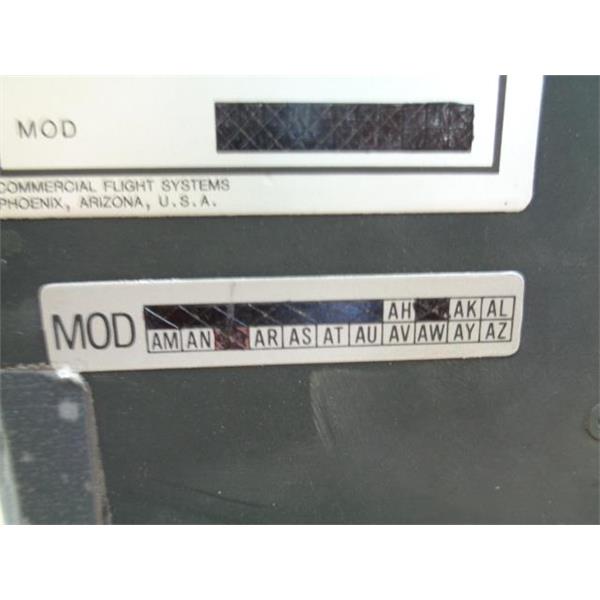 MOD
COMMERCIAL FLIGHT SYSTEMS
PHOENIX, ARIZONA, U.S.A.
MOD
AH AK AL
AM AN AR AS AT AU AV AW AY AZ